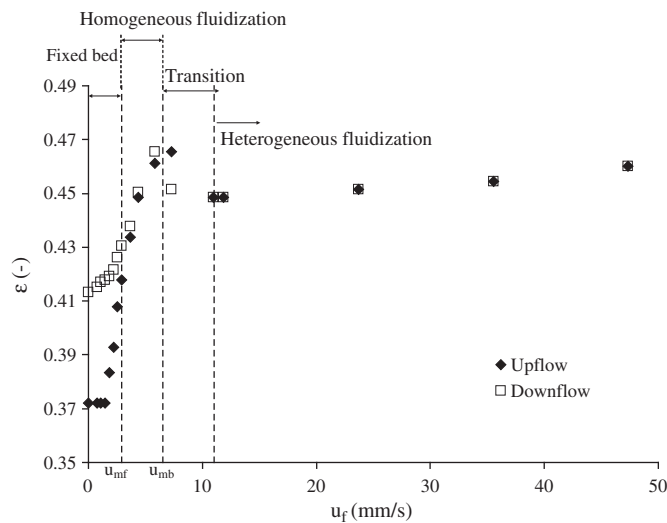 Homogeneous fluidization
Fixed bed
Transition
Heterogeneous fluidization
0.49
0.47
0.45
0.43
0.41
0.39
0.37
0.35
ε (-)
Upflow
Downflow
0 10 20 30 40 50
u_mf u_mb
u_f (mm/s)